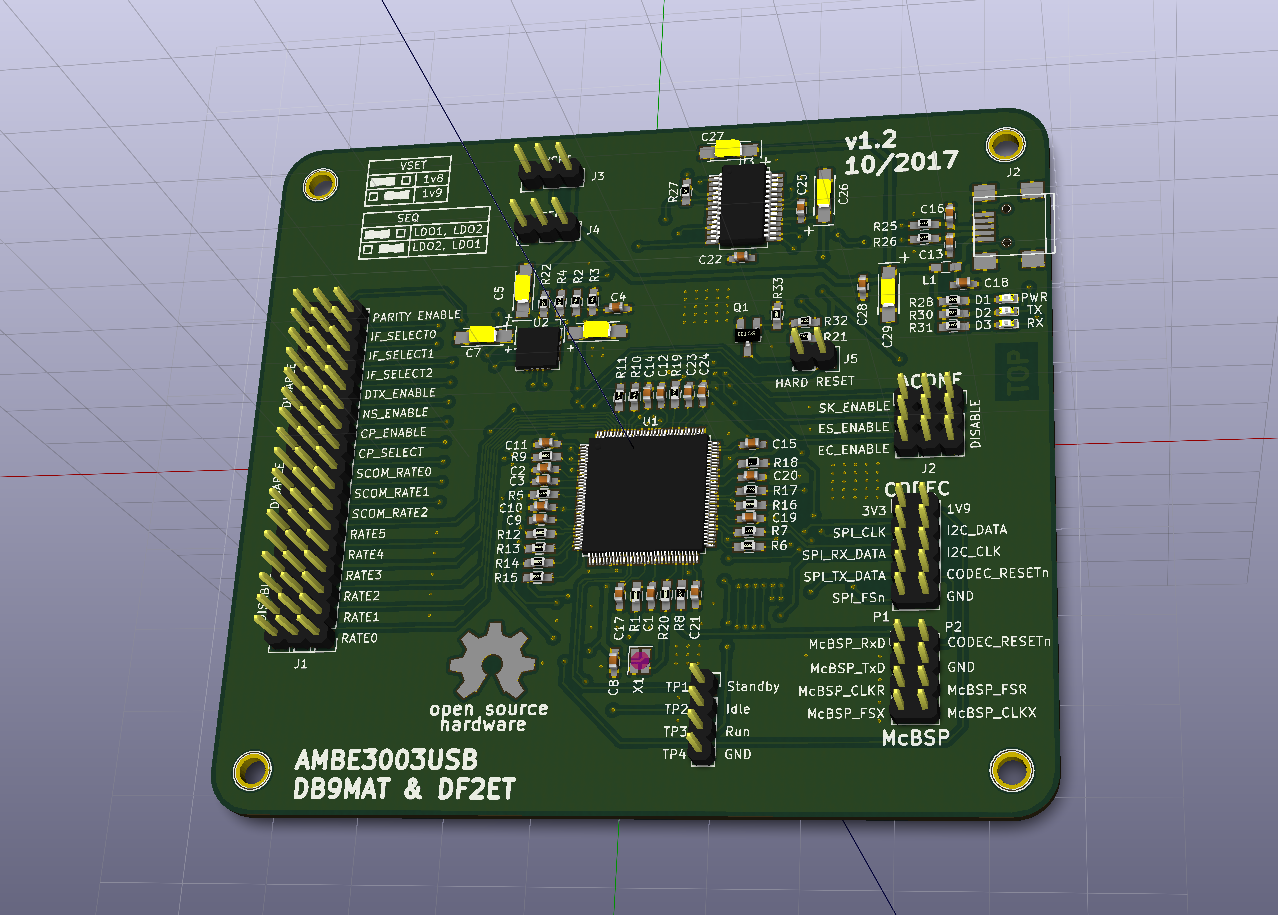 C27
v1.2
10/2017
VSET
1v8
1v9
J3
J2
R27
C25
C26
SEQ
LDO1, LDO2
LDO2, LDO1
J4
C16
R25
R26
C22
C13
L1
C5
R22
R4
R2
R3
C4
C18
C28
C29
R28
D1
PWR
R30
D2
TX
R31
D3
RX
Q1
R33
R32
R21
U2
C7
J5
HARD RESET
TOP
PARITY ENABLE
IF_SELECT0
IF_SELECT1
IF_SELECT2
DTX_ENABLE
NS_ENABLE
CP_ENABLE
CP_SELECT
SCOM_RATE0
SCOM_RATE1
SCOM_RATE2
RATE5
RATE4
RATE3
RATE2
RATE1
RATE0
J1
R11
R10
C14
C12
R19
C23
C24
U1
SK_ENABLE
ES_ENABLE
EC_ENABLE
DISABLE
J2
C11
R9
C2
C3
R5
C10
C9
R12
R13
R14
R15
C15
R18
C20
R17
R16
C19
R7
R6
CODEC
3V3
1V9
SPI_CLK
I2C_DATA
SPI_RX_DATA
I2C_CLK
SPI_TX_DATA
CODEC_RESETn
SPI_FSn
GND
P1
P2
McBSP_RxD
CODEC_RESETn
McBSP_TxD
GND
McBSP_CLKR
McBSP_FSR
McBSP_FSX
McBSP_CLKX
McBSP
C17
R1
C1
R20
R8
C21
C8
X1
TP1
Standby
TP2
Idle
TP3
Run
TP4
GND
open source
hardware
AMBE3003USB
DB9MAT & DF2ET